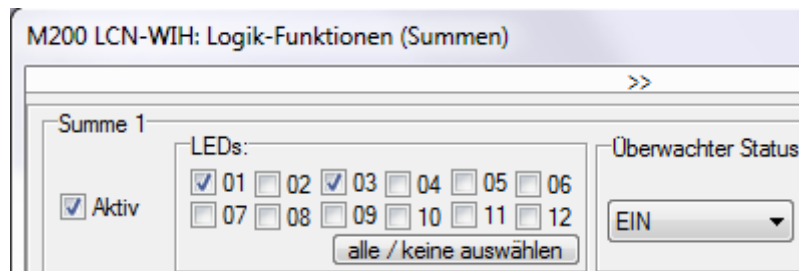 M200 LCN-WIH: Logik-Funktionen (Summen)
>>
Summe 1
LEDs:
Überwachter Status
Aktiv
01 02 03 04 05 06
07 08 09 10 11 12
EIN
alle / keine auswählen